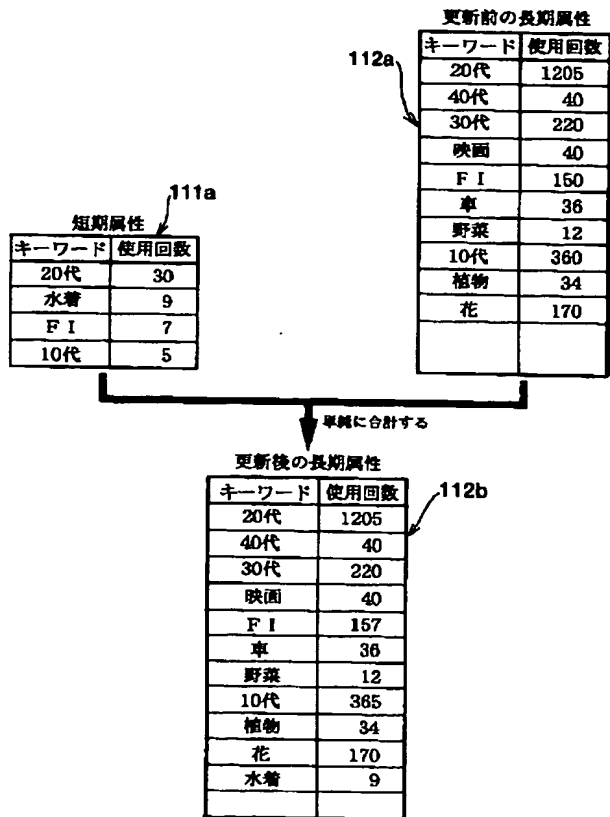 更新前の長期属性
112a
キーワード 使用回数
20代 1205
40代 40
30代 220
映画 40
FI 150
車 36
野菜 12
10代 360
植物 34
花 170
111a
短期属性
キーワード 使用回数
20代 30
水着 9
FI 7
10代 5
単純に合計する
更新後の長期属性
112b
キーワード 使用回数
20代 1205
40代 40
30代 220
映画 40
FI 157
車 36
野菜 12
10代 365
植物 34
花 170
水着 9